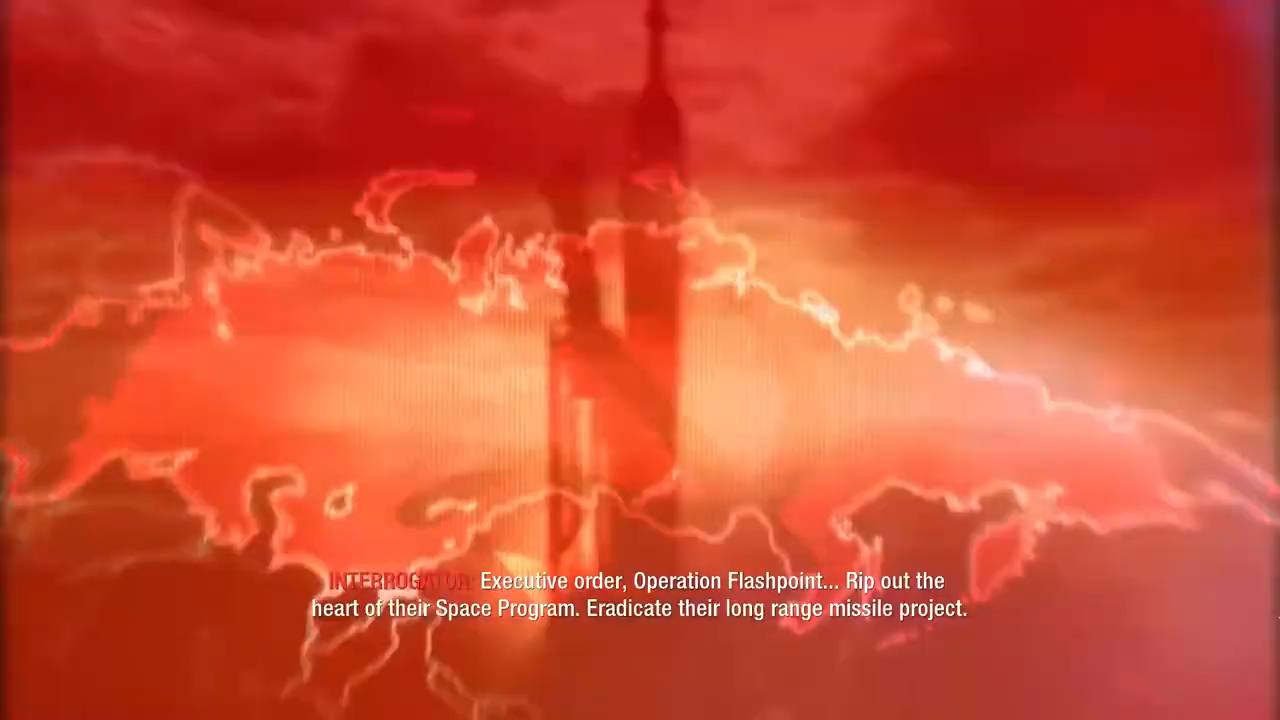 INTERROGATOR: Executive order, Operation Flashpoint... Rip out the
heart of their Space Program. Eradicate their long range missile project.